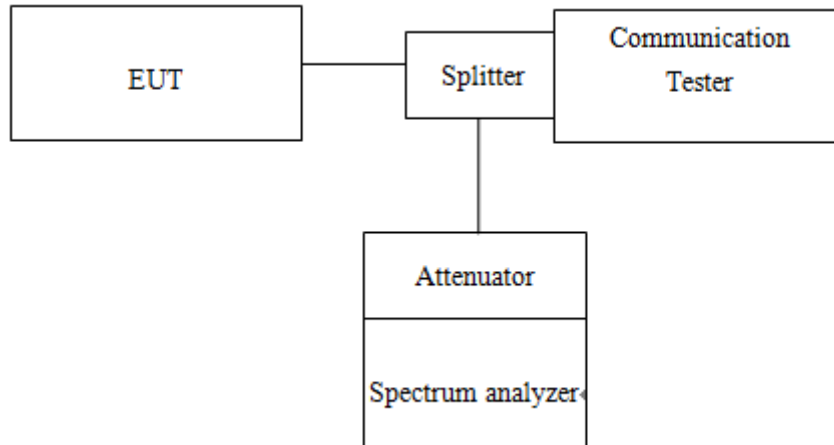 EUT
Splitter
Communication
Tester
Attenuator
Spectrum analyzer